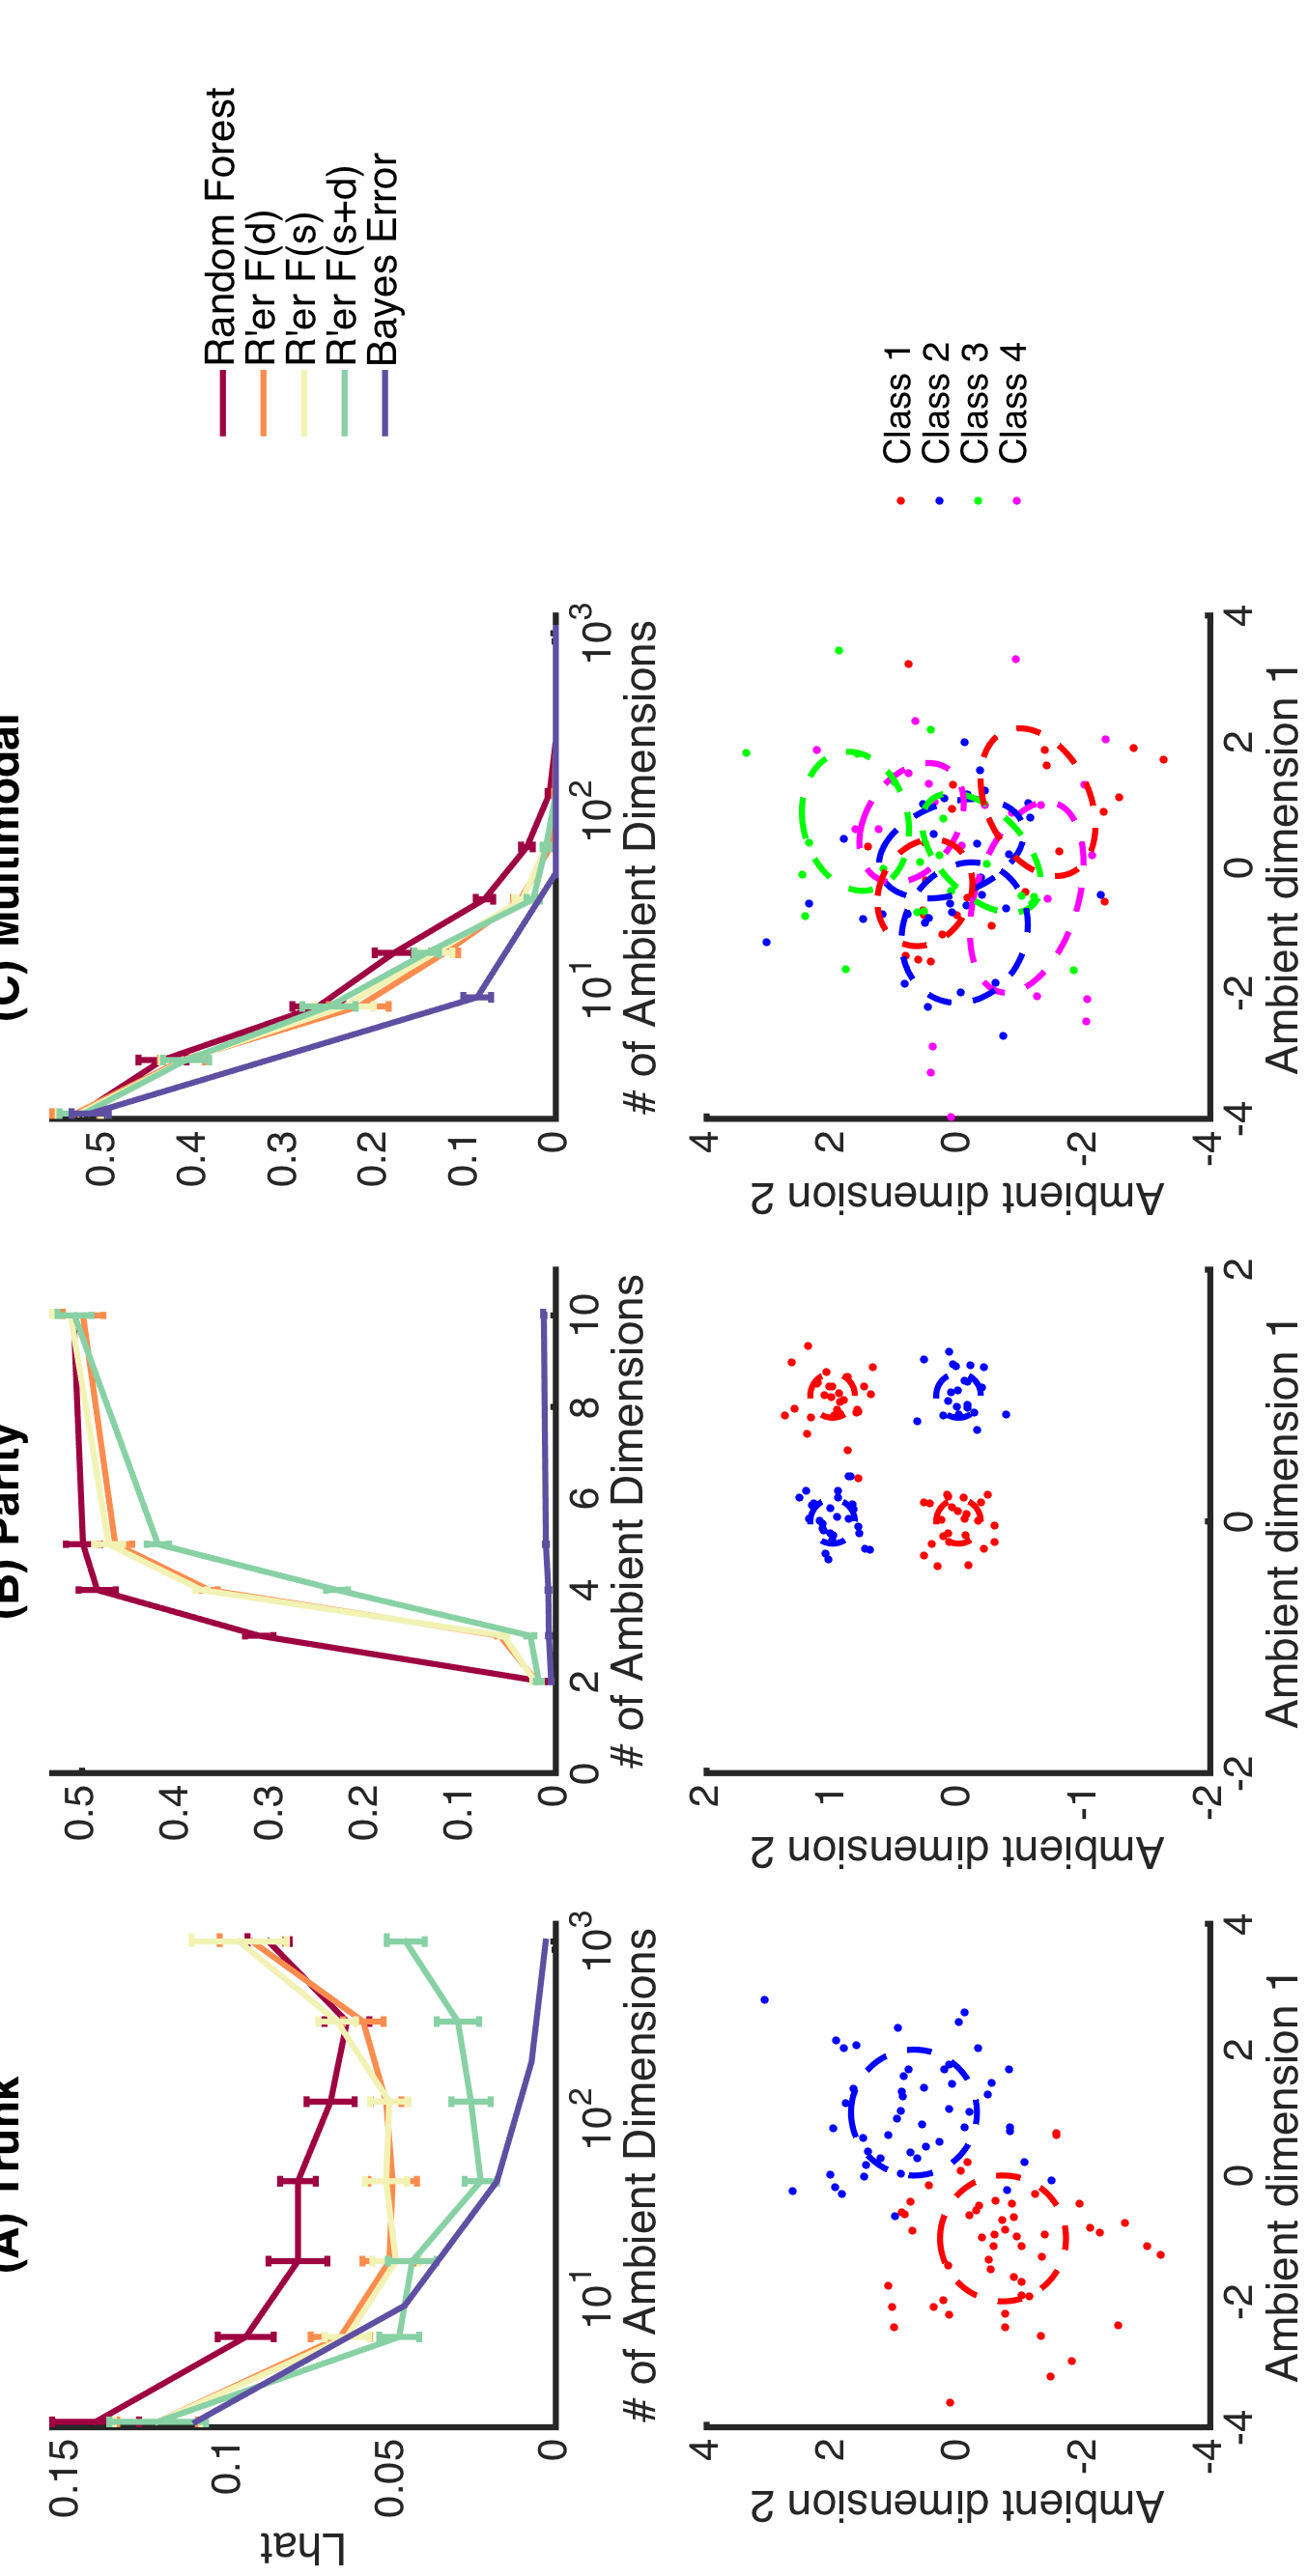 (A) Trunk
Lhat
0.15
0.1
0.05
0
10^1
10^2
10^3
# of Ambient Dimensions
(B) Parity
0.5
0.4
0.3
0.2
0.1
0
0
2
4
6
8
10
# of Ambient Dimensions
(C) Multimodal
0.5
0.4
0.3
0.2
0.1
0
10^1
10^2
10^3
# of Ambient Dimensions
Random Forest
R'er F(d)
R'er F(s)
R'er F(s+d)
Bayes Error
Ambient dimension 2
4
2
0
-2
-4
-4
-2
0
2
4
Ambient dimension 1
Ambient dimension 2
2
1
0
-1
-2
-2
0
2
Ambient dimension 1
Ambient dimension 2
4
2
0
-2
-4
-4
-2
0
2
4
Ambient dimension 1
Class 1
Class 2
Class 3
Class 4